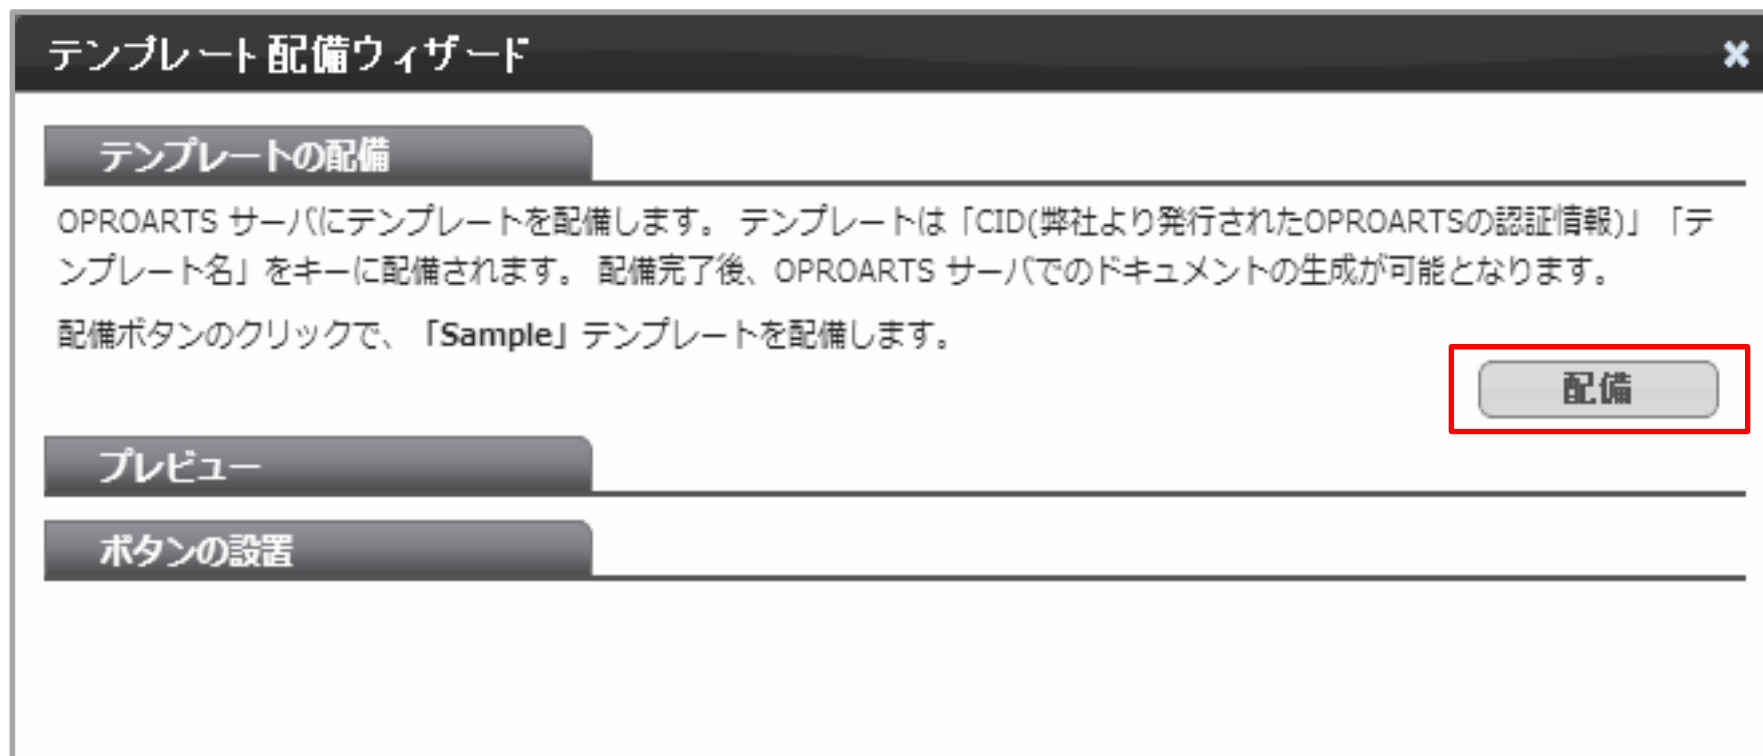 テンプレート配備ウィザード
テンプレートの配備
OPROARTS サーバにテンプレートを配備します。 テンプレートは「CID(弊社より発行されたOPROARTSの認証情報)」「テ
ンプレート名」をキーに配備されます。 配備完了後、OPROARTS サーバでのドキュメントの生成が可能となります。
配備ボタンのクリックで、「Sample」テンプレートを配備します。
配備
プレビュー
ボタンの設置